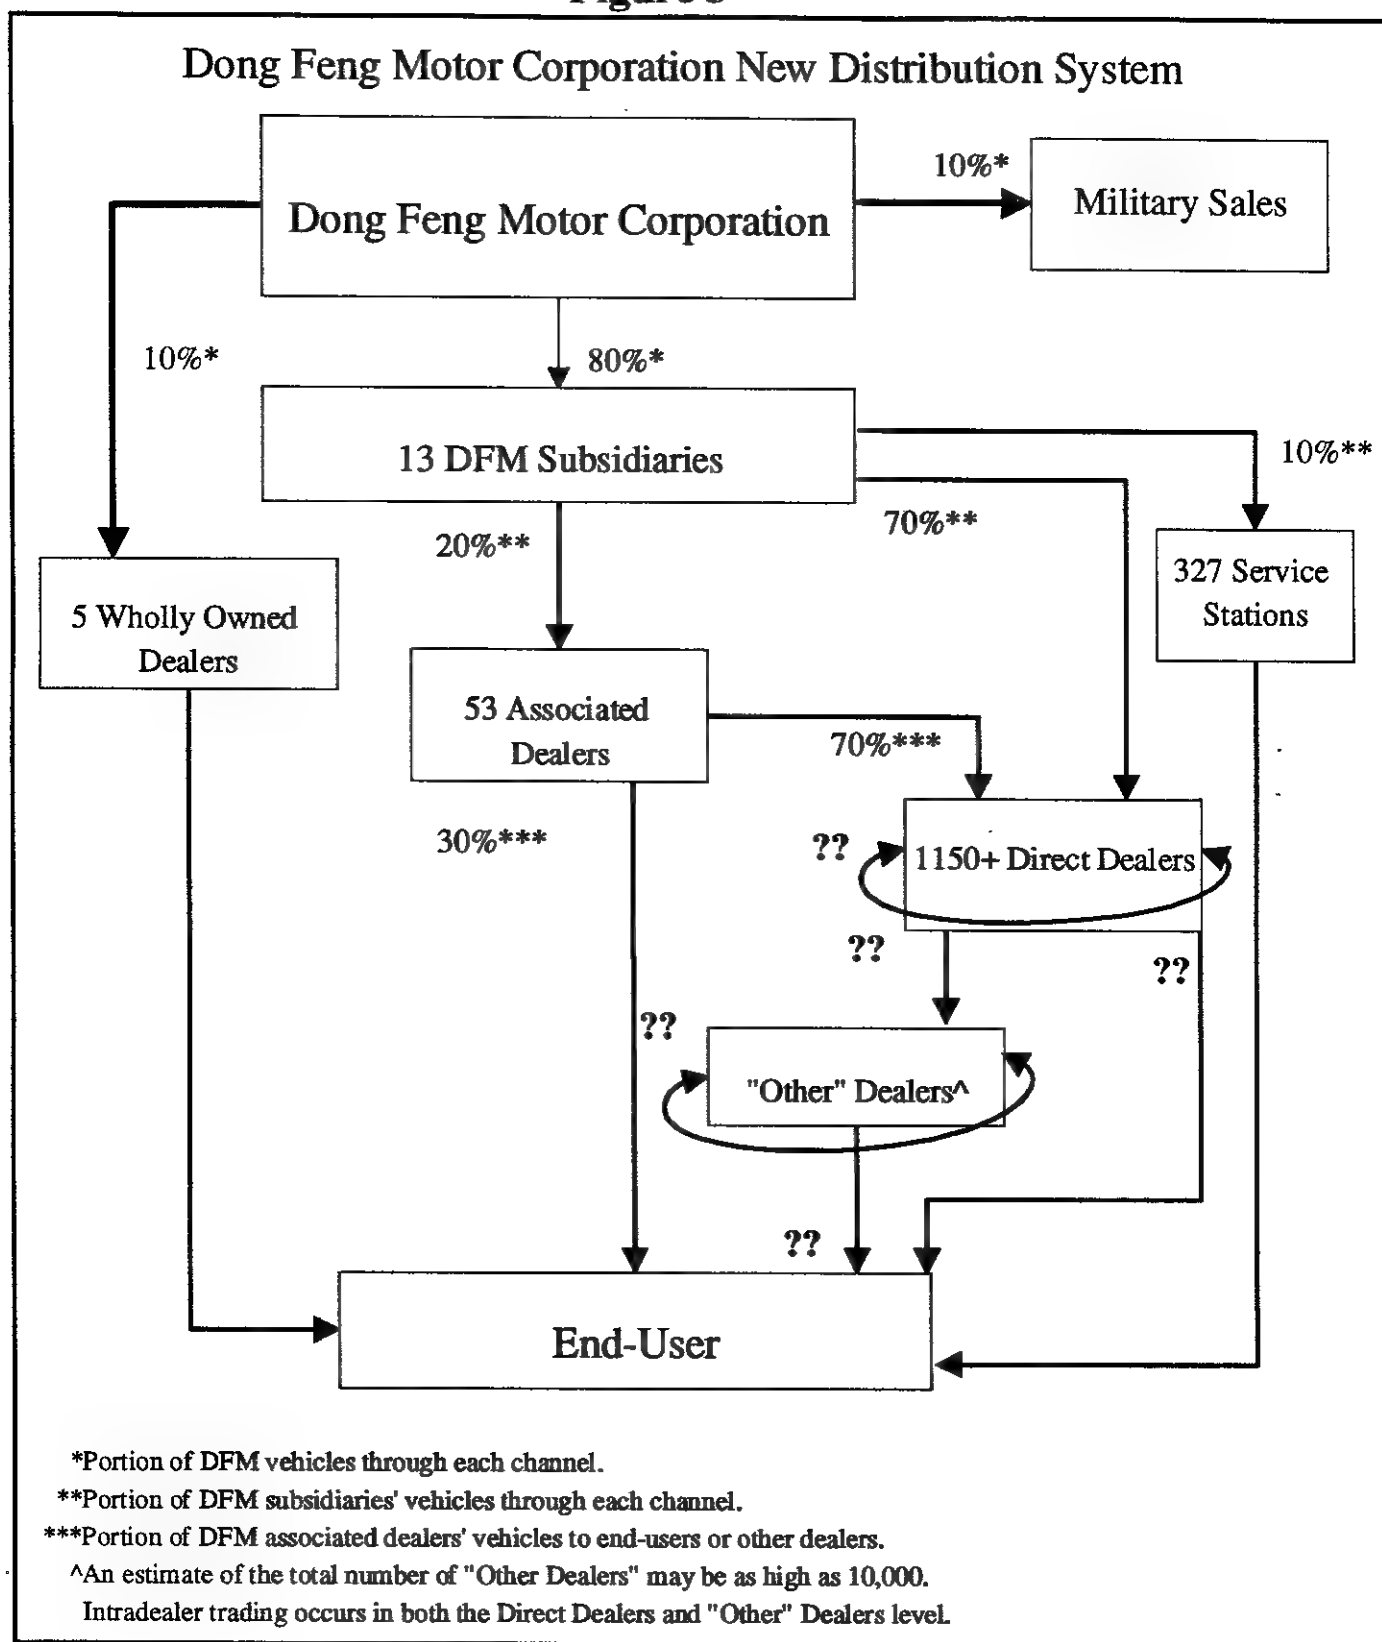 Dong Feng Motor Corporation New Distribution System
Dong Feng Motor Corporation
10%*
Military Sales
10%*
80%*
13 DFM Subsidiaries
10%**
20%**
70%**
5 Wholly Owned
Dealers
327 Service
Stations
53 Associated
Dealers
70%***
30%***
??
1150+ Direct Dealers
??
??
??
"Other" Dealers^
??
End-User
*Portion of DFM vehicles through each channel.
**Portion of DFM subsidiaries' vehicles through each channel.
***Portion of DFM associated dealers' vehicles to end-users or other dealers.
^An estimate of the total number of "Other Dealers" may be as high as 10,000.
Intradealer trading occurs in both the Direct Dealers and "Other" Dealers level.